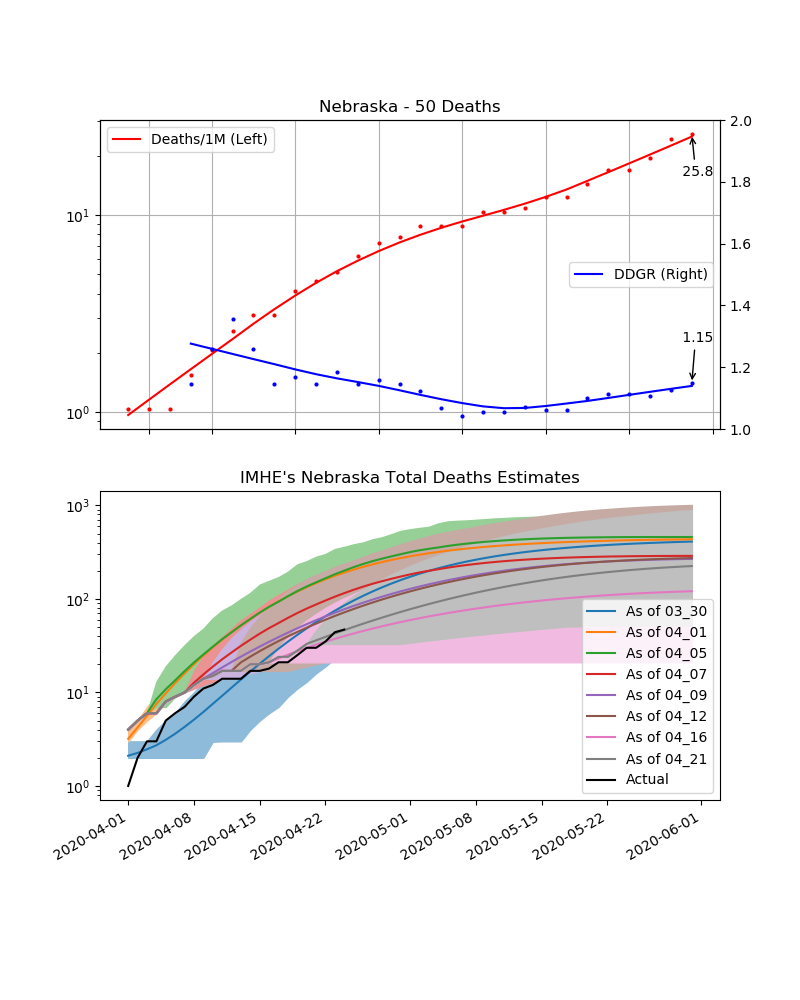 Nebraska - 50 Deaths
Deaths/1M (Left)
DDGR (Right)
25.8
1.15
10¹
10⁰
2.0
1.8
1.6
1.4
1.2
1.0
IMHE's Nebraska Total Deaths Estimates
10³
10²
10¹
10⁰
As of 03_30
As of 04_01
As of 04_05
As of 04_07
As of 04_09
As of 04_12
As of 04_16
As of 04_21
Actual
2020-04-01
2020-04-08
2020-04-15
2020-04-22
2020-05-01
2020-05-08
2020-05-15
2020-05-22
2020-06-01